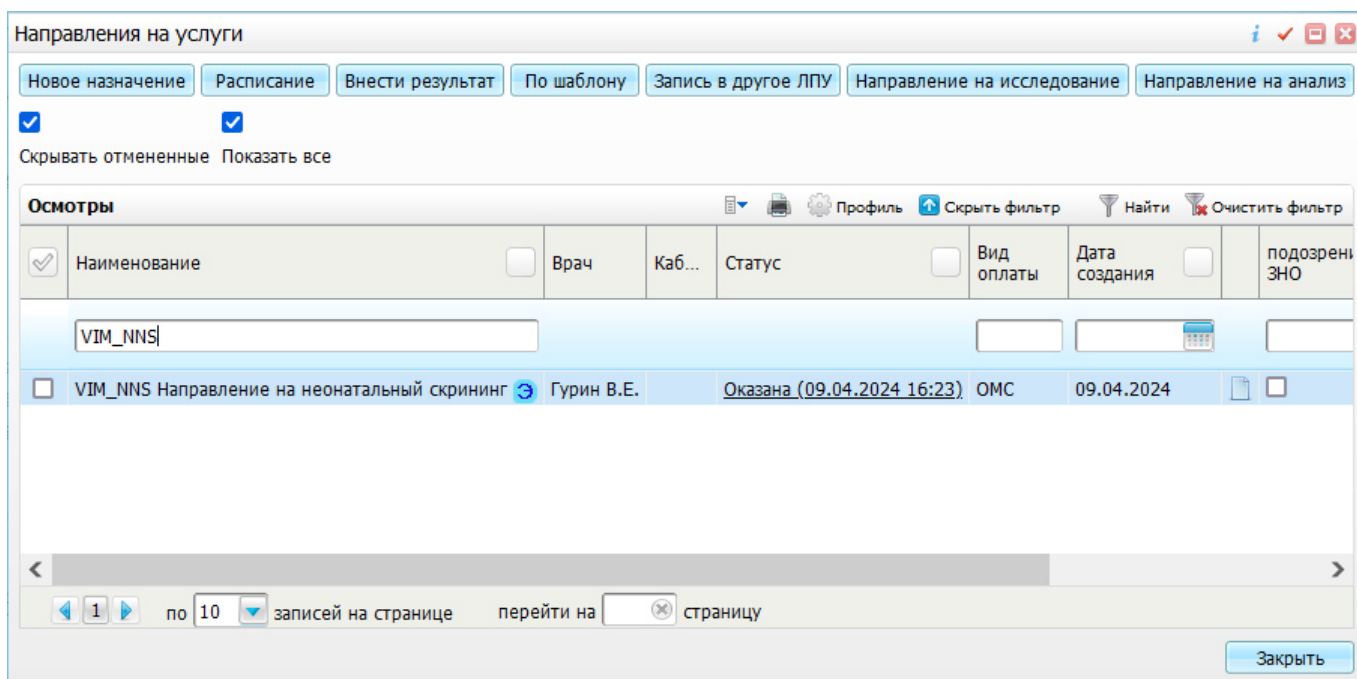 Направления на услуги
Новое назначение Расписание Внести результат По шаблону Запись в другое ЛПУ Направление на исследование Направление на анализ
Скрывать отмененные Показать все
Осмотры Профиль Скрыть фильтр Найти Очистить фильтр
Наименование Врач Каб... Статус Вид оплаты Дата создания подозрени ЗНО
VIM_NNS
VIM_NNS Направление на неонатальный скрининг Э Гурин В.Е. Оказана (09.04.2024 16:23) ОМС 09.04.2024
1 по 10 записей на странице перейти на страницу
Закрыть